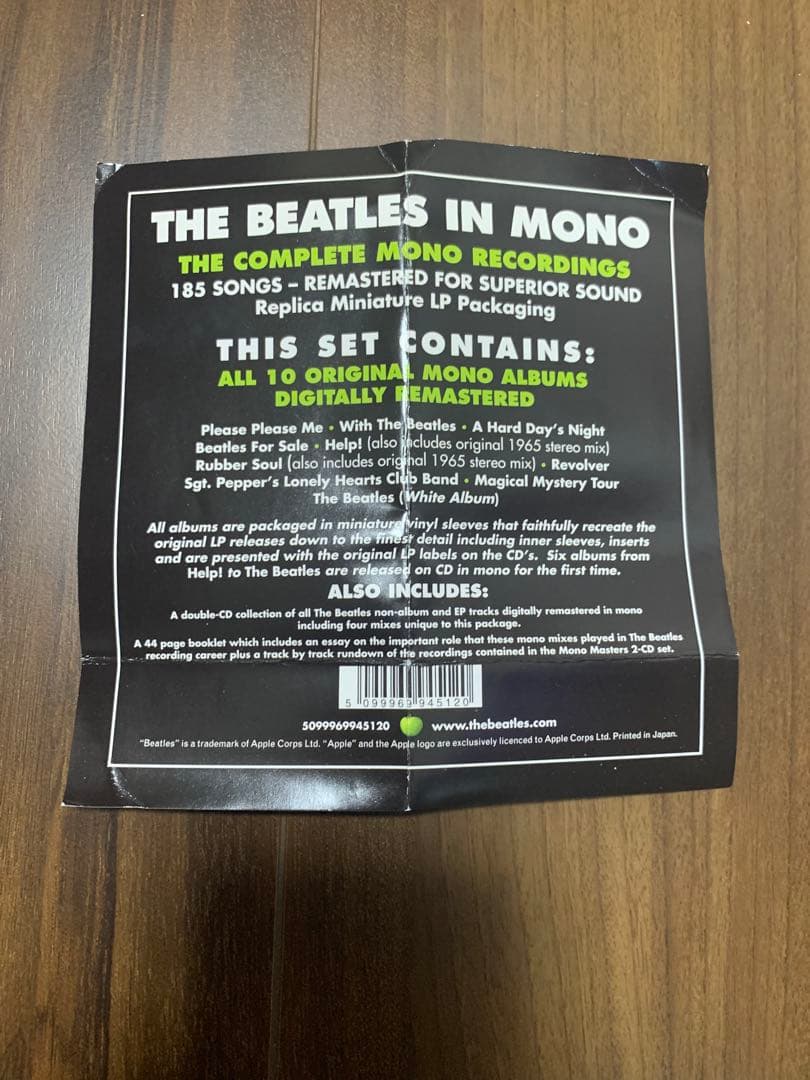 THE BEATLES IN MONO
THE COMPLETE MONO RECORDINGS
185 SONGS – REMASTERED FOR SUPERIOR SOUND
Replica Miniature LP Packaging
THIS SET CONTAINS:
ALL 10 ORIGINAL MONO ALBUMS
DIGITALLY REMASTERED
Please Please Me • With The Beatles • A Hard Day's Night
Beatles For Sale • Help! (also includes original 1965 stereo mix)
Rubber Soul (also includes original 1965 stereo mix) • Revolver
Sgt. Pepper's Lonely Hearts Club Band • Magical Mystery Tour
The Beatles (White Album)
All albums are packaged in miniature vinyl sleeves that faithfully recreate the
original LP releases down to the finest detail including inner sleeves, inserts
and are presented with the original LP labels on the CD's. Six albums from
Help! to The Beatles are released on CD in mono for the first time.
ALSO INCLUDES:
A double-CD collection of all The Beatles non-album and EP tracks digitally remastered in mono
including four mixes unique to this package.
A 44 page booklet which includes an essay on the important role that these mono mixes played in The Beatles
recording career plus a track by track rundown of the recordings contained in the Mono Masters 2-CD set.
5 099969 945120
5099969945120 www.thebeatles.com
"Beatles" is a trademark of Apple Corps Ltd. "Apple" and the Apple logo are exclusively licenced to Apple Corps Ltd. Printed in Japan.